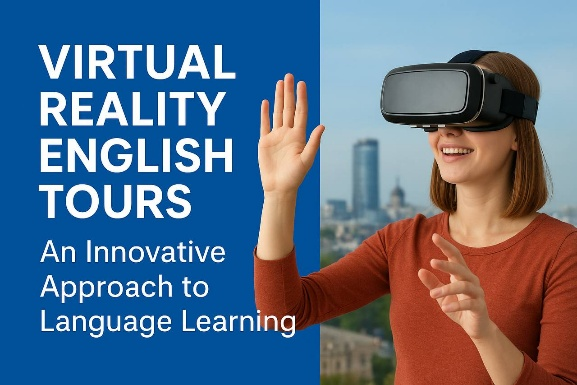 VIRTUAL
REALITY
ENGLISH
TOURS
An Innovative
Approach to
Language Learning